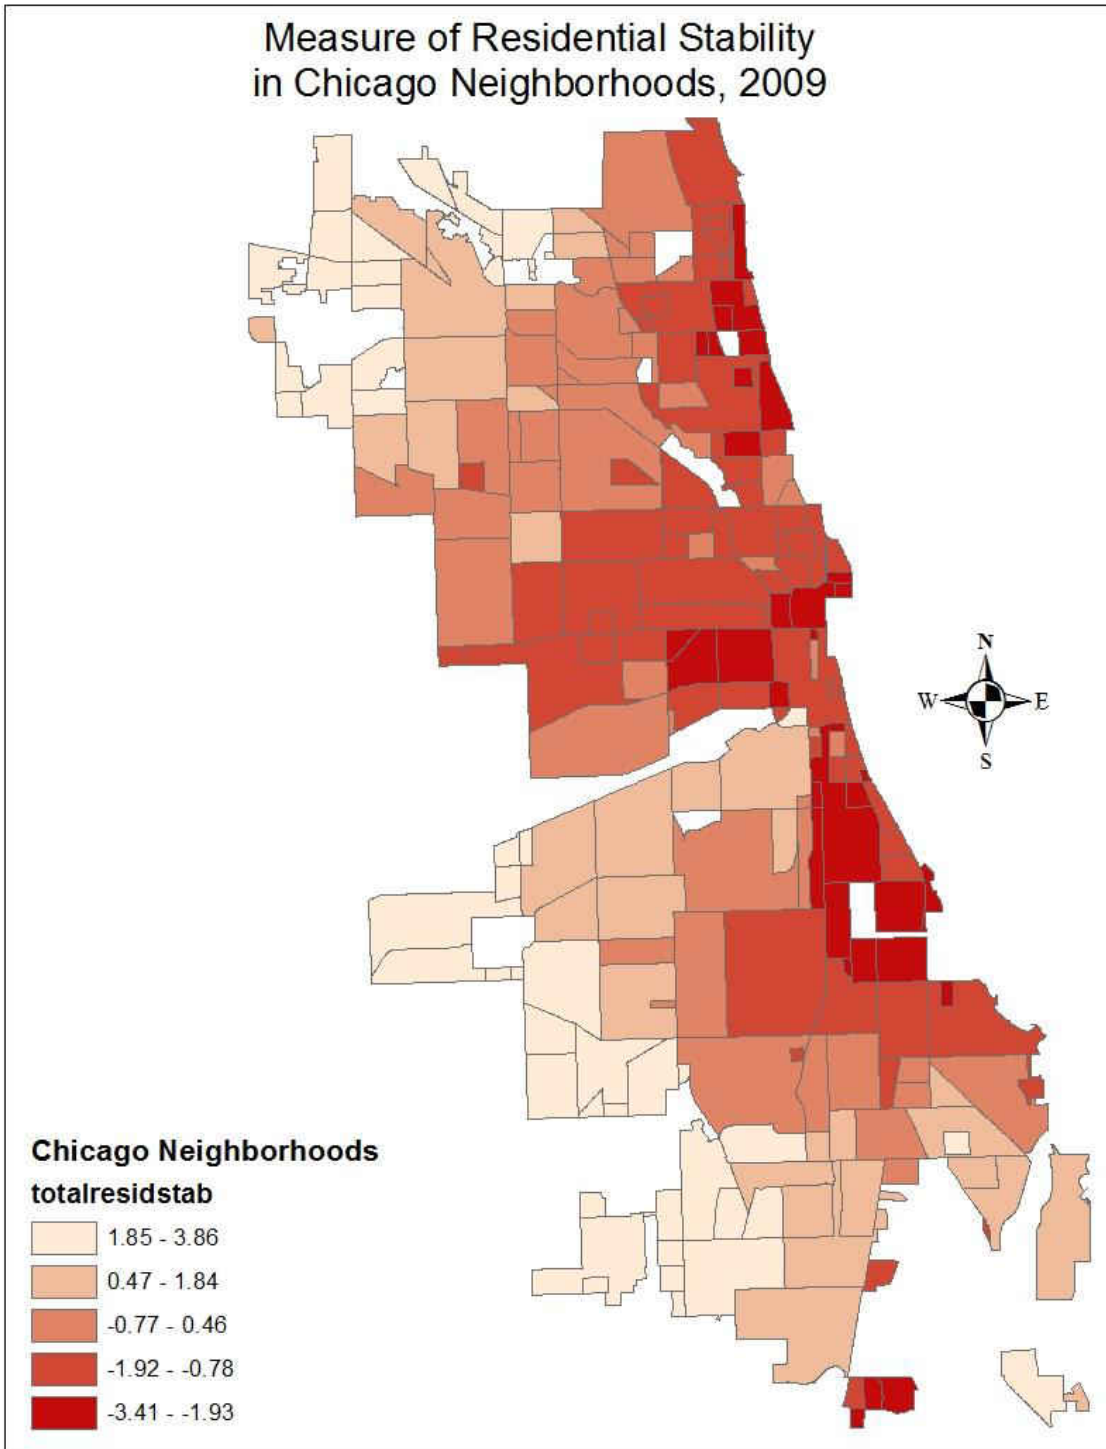 Measure of Residential Stability
in Chicago Neighborhoods, 2009
N
W E
S
Chicago Neighborhoods
totalresidstab
1.85 - 3.86
0.47 - 1.84
-0.77 - 0.46
-1.92 - -0.78
-3.41 - -1.93